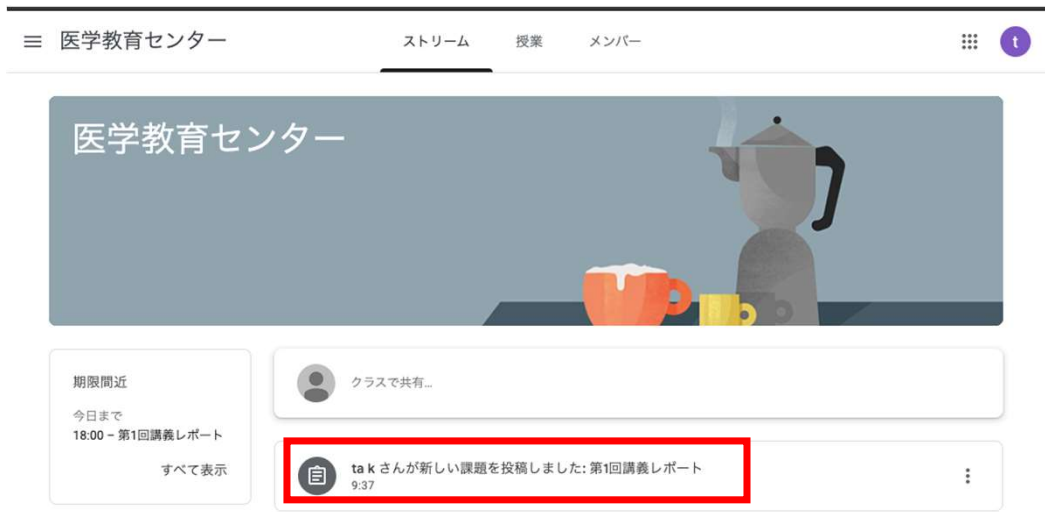 医学教育センター
ストリーム 授業 メンバー
t
医学教育センター
期限間近
今日まで
18:00 – 第1回講義レポート
すべて表示
クラスで共有...
ta k さんが新しい課題を投稿しました: 第1回講義レポート
9:37